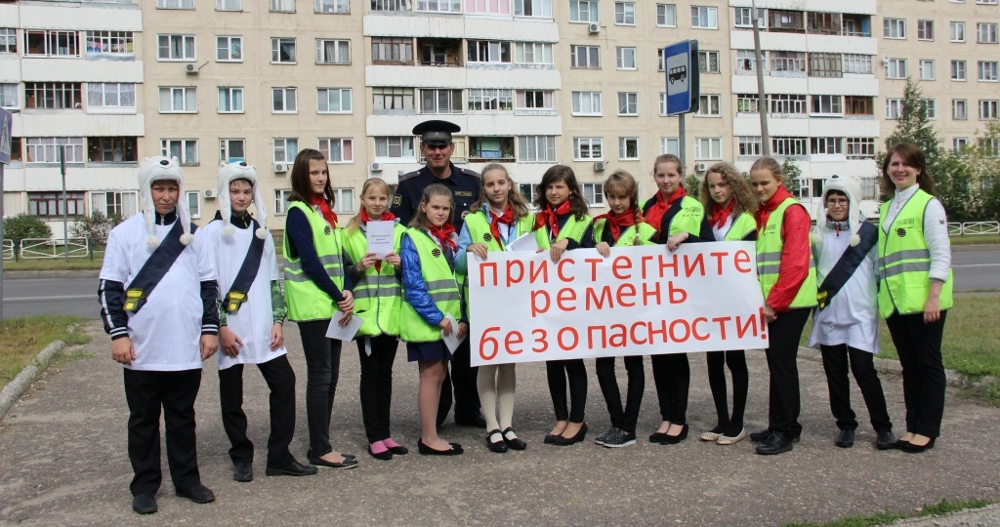 пристегните
ремень
безопасности!